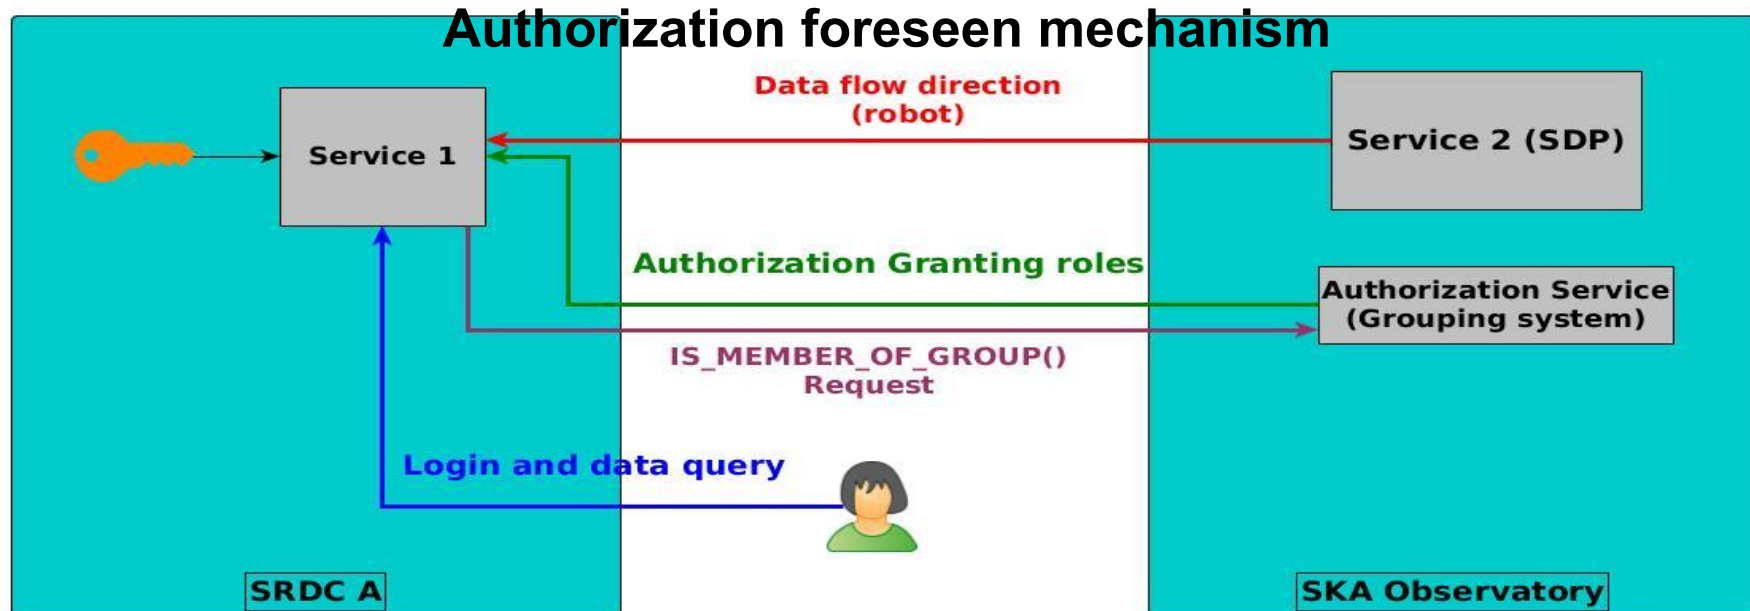 Authorization foreseen mechanism
Data flow direction
(robot)
Service 1
Service 2 (SDP)
Authorization Granting roles
Authorization Service
(Grouping system)
IS_MEMBER_OF_GROUP()
Request
Login and data query
SRDC A
SKA Observatory